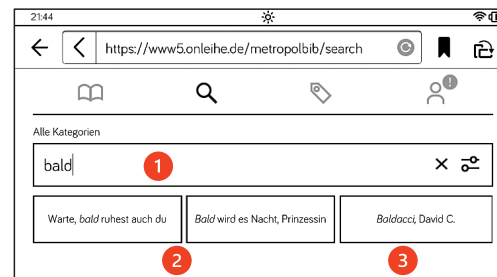 21:44
https://www5.onleihe.de/metropolbib/search
Alle Kategorien
bald
1
Warte, bald ruhest auch du
Bald wird es Nacht, Prinzessin
Baldacci, David C.
2
3